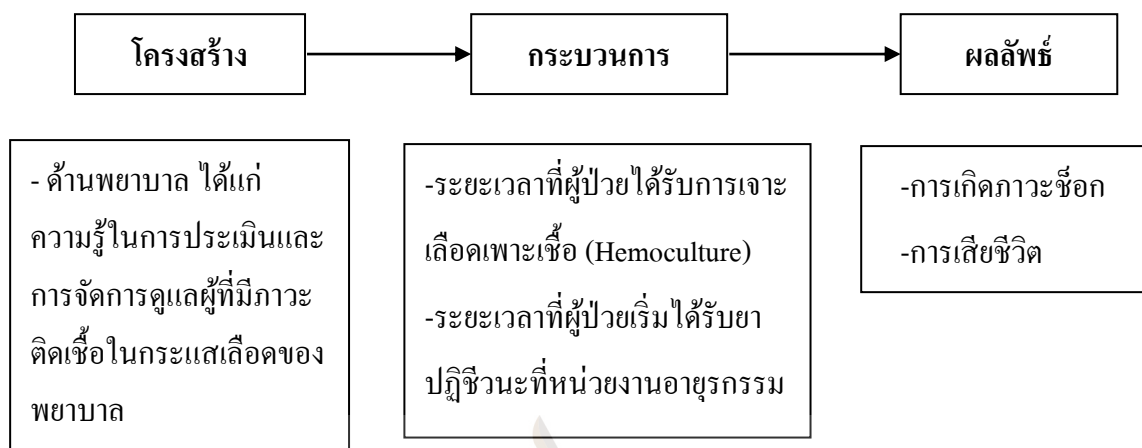 โครงสร้าง
กระบวนการ
ผลลัพธ์
- ด้านพยาบาล ได้แก่
ความรู้ในการประเมินและ
การจัดการดูแลผู้ที่มีภาวะ
ติดเชื้อในกระแสเลือดของ
พยาบาล
-ระยะเวลาที่ผู้ป่วยได้รับการเจาะ
เลือดเพาะเชื้อ (Hemoculture)
-ระยะเวลาที่ผู้ป่วยเริ่มได้รับยา
ปฏิชีวนะที่หน่วยงานอายุรกรรม
-การเกิดภาวะช็อก
-การเสียชีวิต